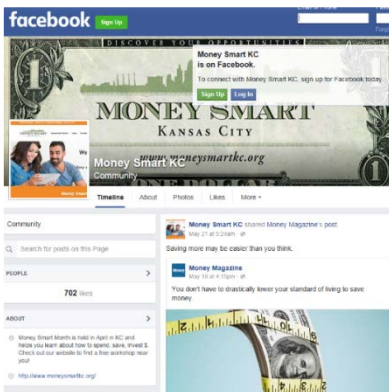 facebook Sign Up
DISCOVER YOUR OPPORTUNITIES
Money Smart KC
is on Facebook.
To connect with Money Smart KC, sign up for Facebook today
Sign Up Log In
MONEY SMART
KANSAS CITY
www.moneysmartkc.org
Money Smart KC
Community
Timeline About Photos Likes More
Community
Search for posts on this Page
PEOPLE
702 likes
ABOUT
Money Smart Month is held in April in KC and
helps you learn about how to spend, save, invest $.
Check out our website to find a free workshop near
you!
http://www.moneysmartkc.org/
Money Smart KC shared Money Magazine's post.
May 21 at 5:24am
Saving more may be easier than you think.
Money Magazine
May 19 at 4:15pm
You don't have to drastically lower your standard of living to save
money.